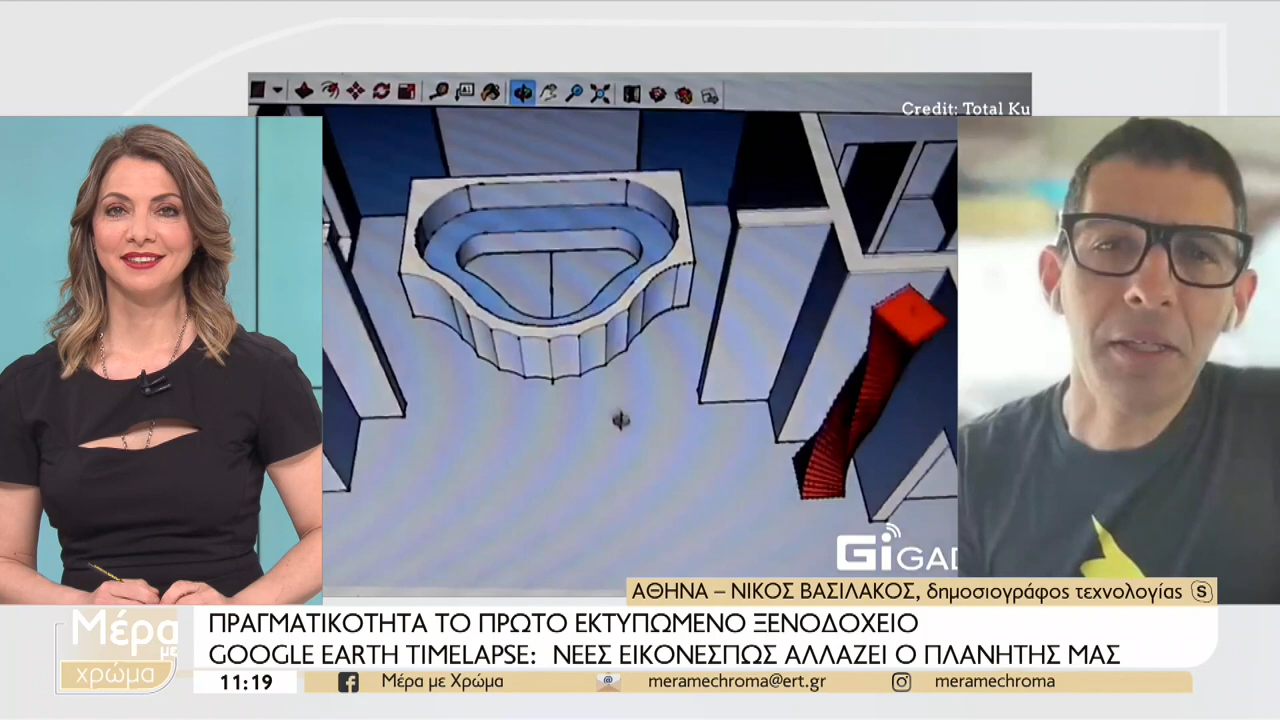 Credit: Total Ku
GiGAD
ΑΘΗΝΑ – ΝΙΚΟΣ ΒΑΣΙΛΑΚΟΣ, δημοσιογράφος τεχνολογίας
Μέρα
με
χρώμα
ΠΡΑΓΜΑΤΙΚΟΤΗΤΑ ΤΟ ΠΡΩΤΟ ΕΚΤΥΠΩΜΕΝΟ ΞΕΝΟΔΟΧΕΙΟ
GOOGLE EARTH TIMELAPSE: ΝΕΕΣ ΕΙΚΟΝΕΣΠΩΣ ΑΛΛΑΖΕΙ Ο ΠΛΑΝΗΤΗΣ ΜΑΣ
11:19 Μέρα με Χρώμα meramechroma@ert.gr meramechroma